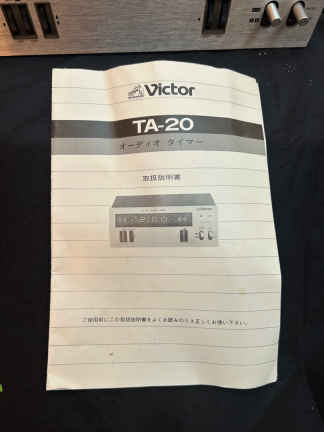 Victor
TA-20
オーディオ タイマー
取扱説明書
ご使用前にこの取扱説明書をよくお読みのうえ正しくお使い下さい。